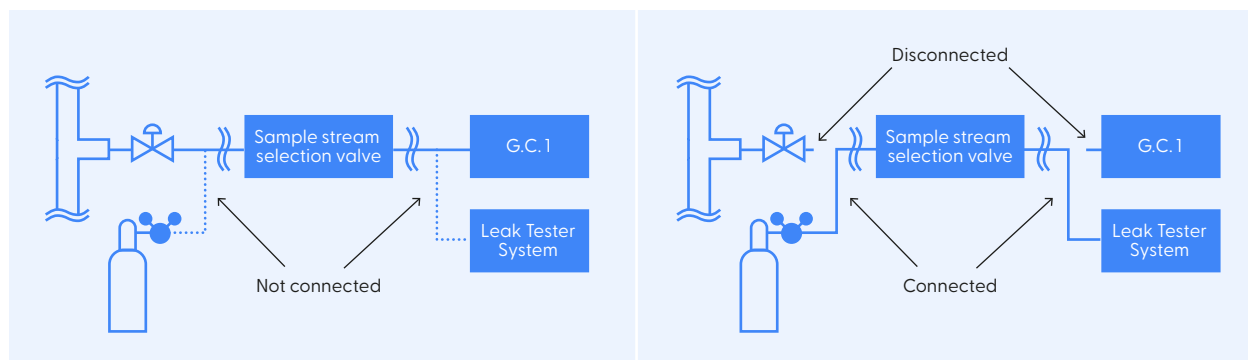 Sample stream
selection valve
G.C. 1
Leak Tester
System
Not connected
Disconnected
Sample stream
selection valve
G.C. 1
Leak Tester
System
Connected